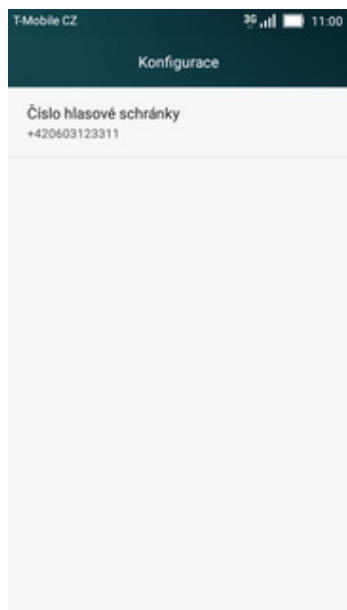 T-Mobile CZ 3G 11:00
Konfigurace
Číslo hlasové schránky
+420603123311